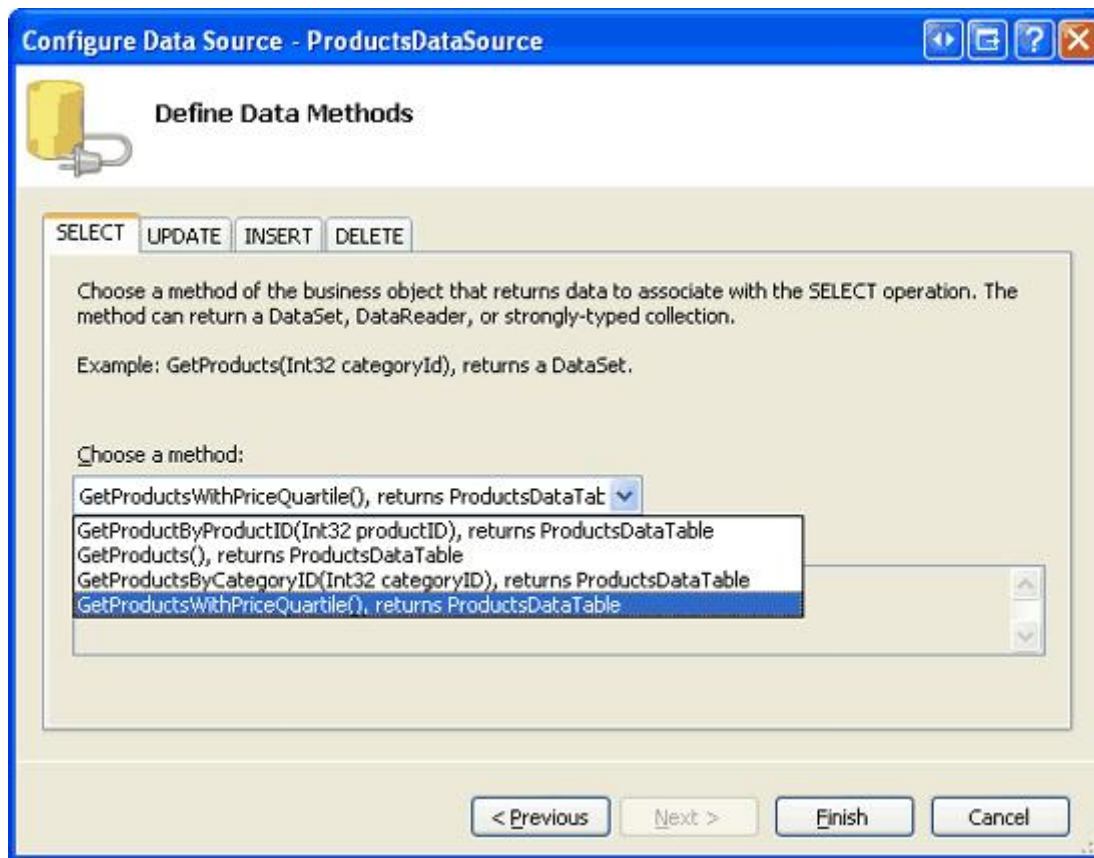 Configure Data Source - ProductsDataSource
Define Data Methods
SELECT UPDATE INSERT DELETE
Choose a method of the business object that returns data to associate with the SELECT operation. The
method can return a DataSet, DataReader, or strongly-typed collection.
Example: GetProducts(Int32 categoryId), returns a DataSet.
Choose a method:
GetProductsWithPriceQuartile(), returns ProductsDataTat
GetProductByProductID(Int32 productID), returns ProductsDataTable
GetProducts(), returns ProductsDataTable
GetProductsByCategoryID(Int32 categoryID), returns ProductsDataTable
GetProductsWithPriceQuartile(), returns ProductsDataTable
< Previous Next > Finish Cancel